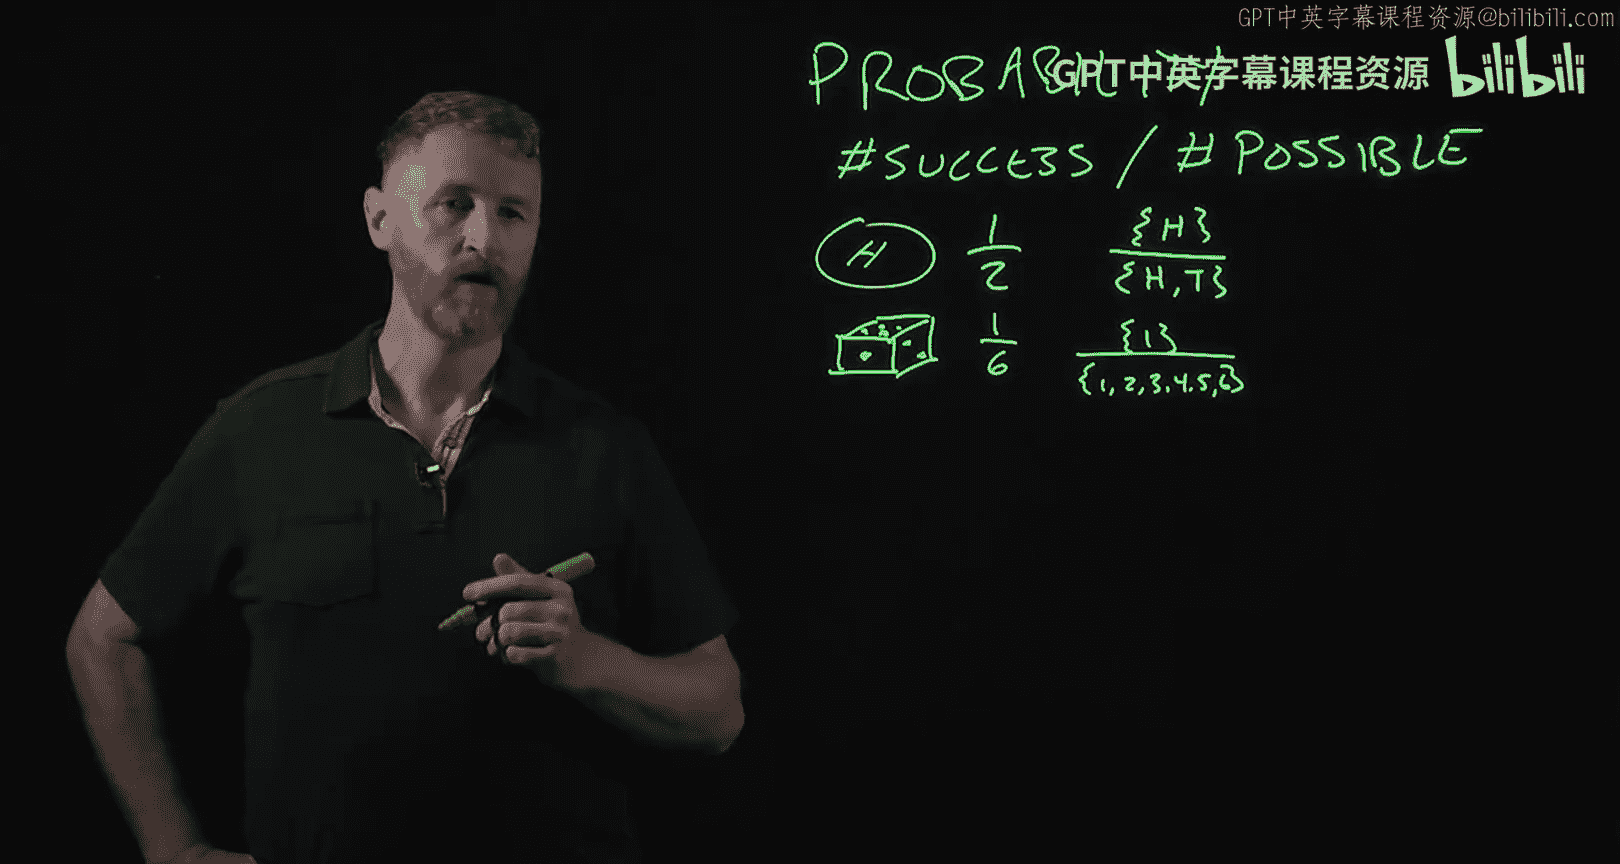 GPT中英字幕课程资源@bilibili.com
PROBABILITY
GPT中英字幕课程资源 bilibili
#SUCCESS / # POSSIBLE
H 1/2 {H}/{H,T}
1/6 {1}/{1,2,3.4.5,6}